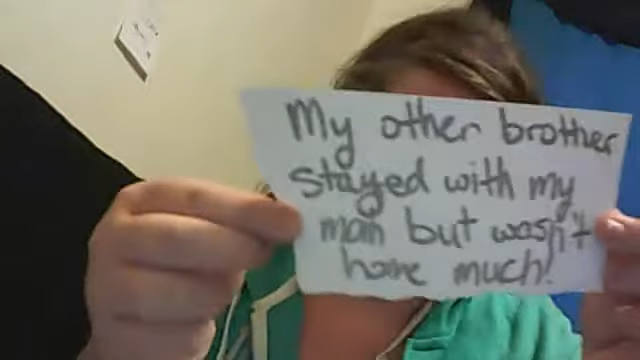 My other brother
stayed with my
mom but wasn't
home much!